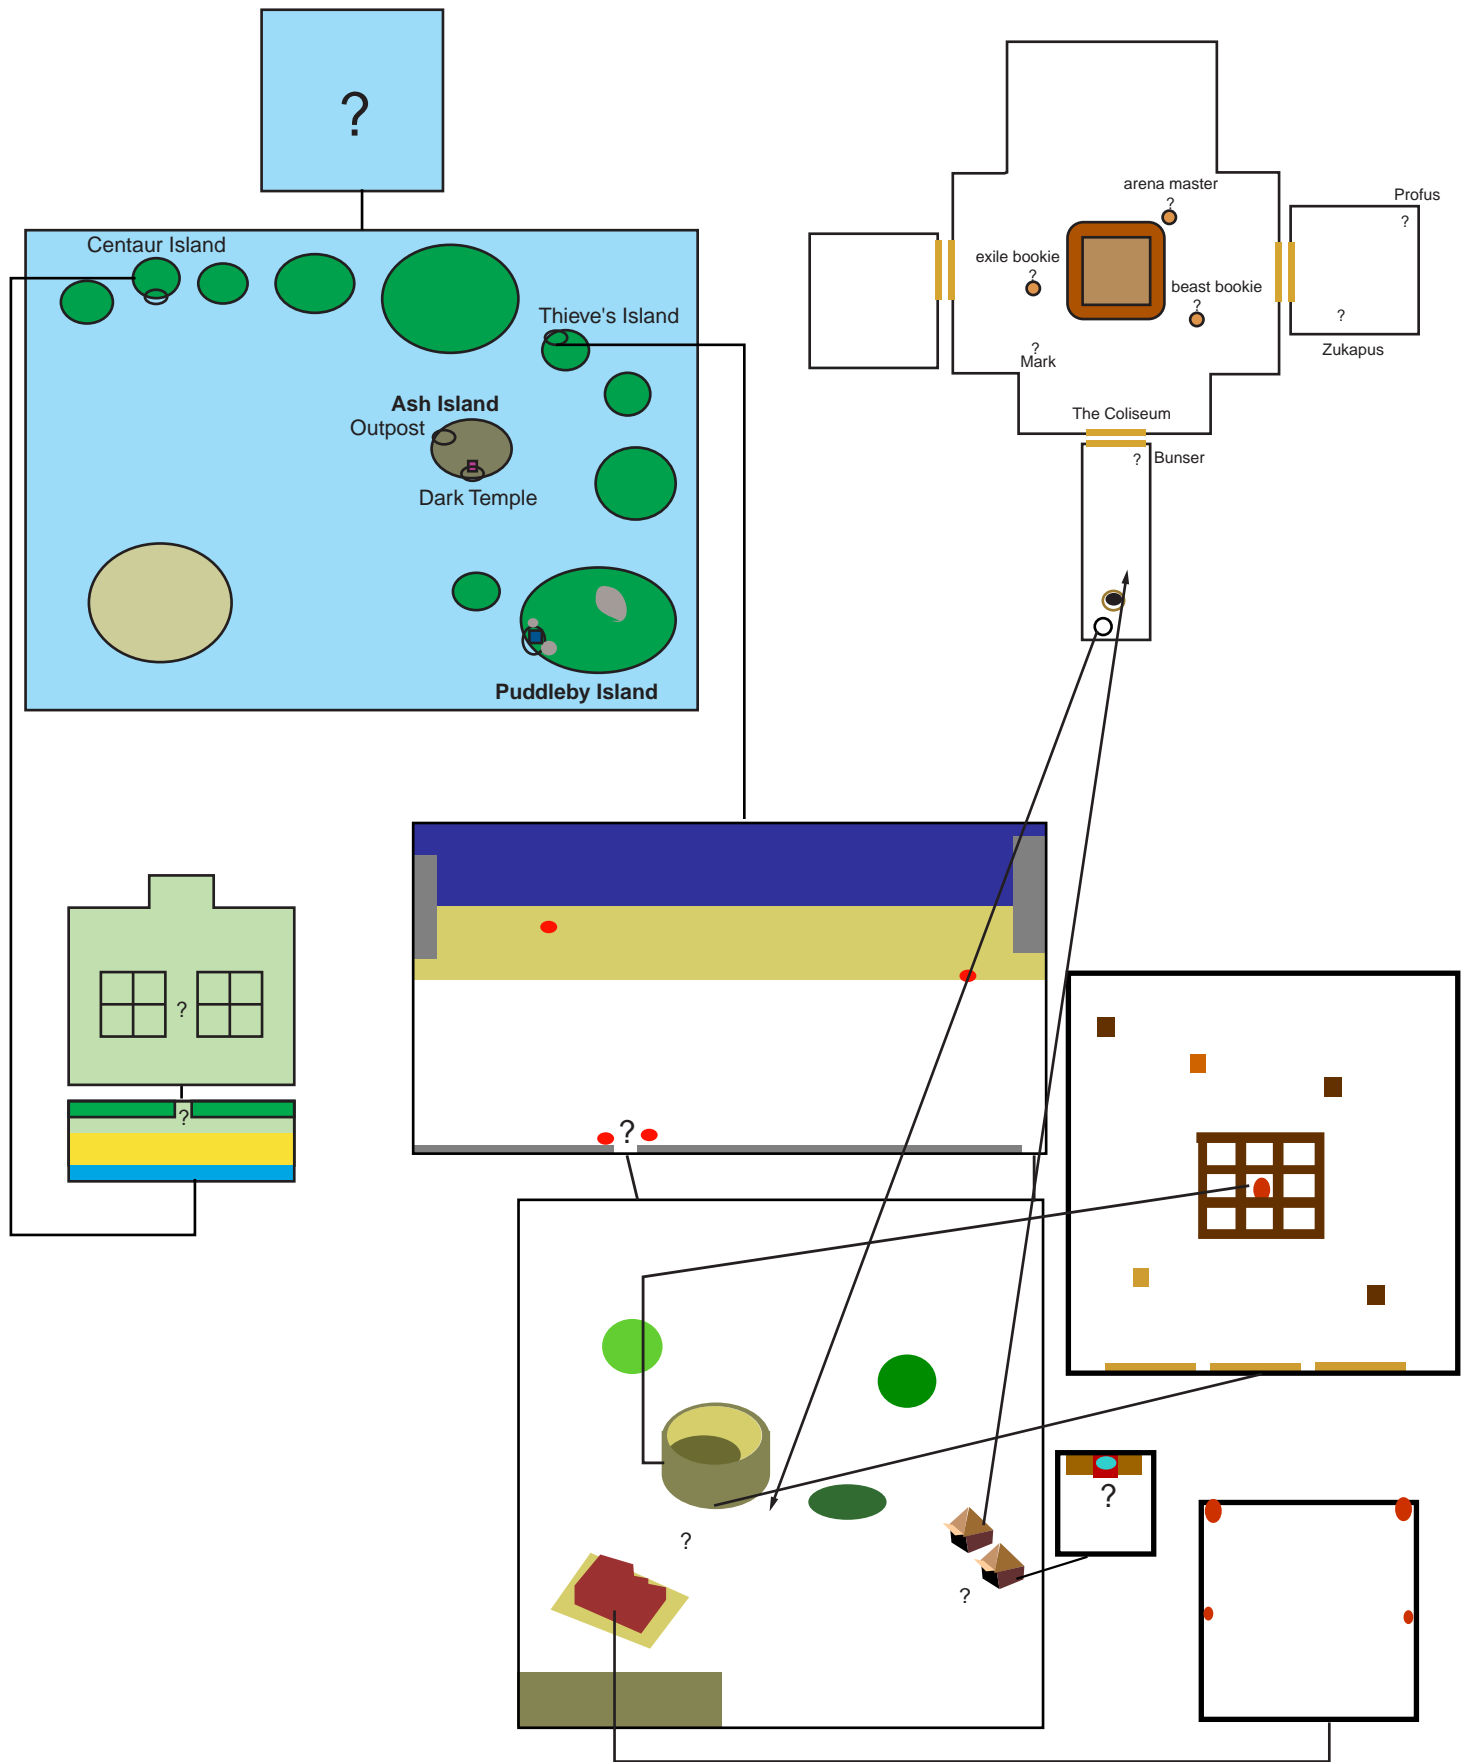 ?
Centaur Island
Thieve's Island
Ash Island
Outpost
Dark Temple
Puddleby Island
arena master
?
Profus
?
exile bookie
?
beast bookie
?
?
Mark
?
Zukapus
The Coliseum
? Bunser
?
?
?
?
?
?